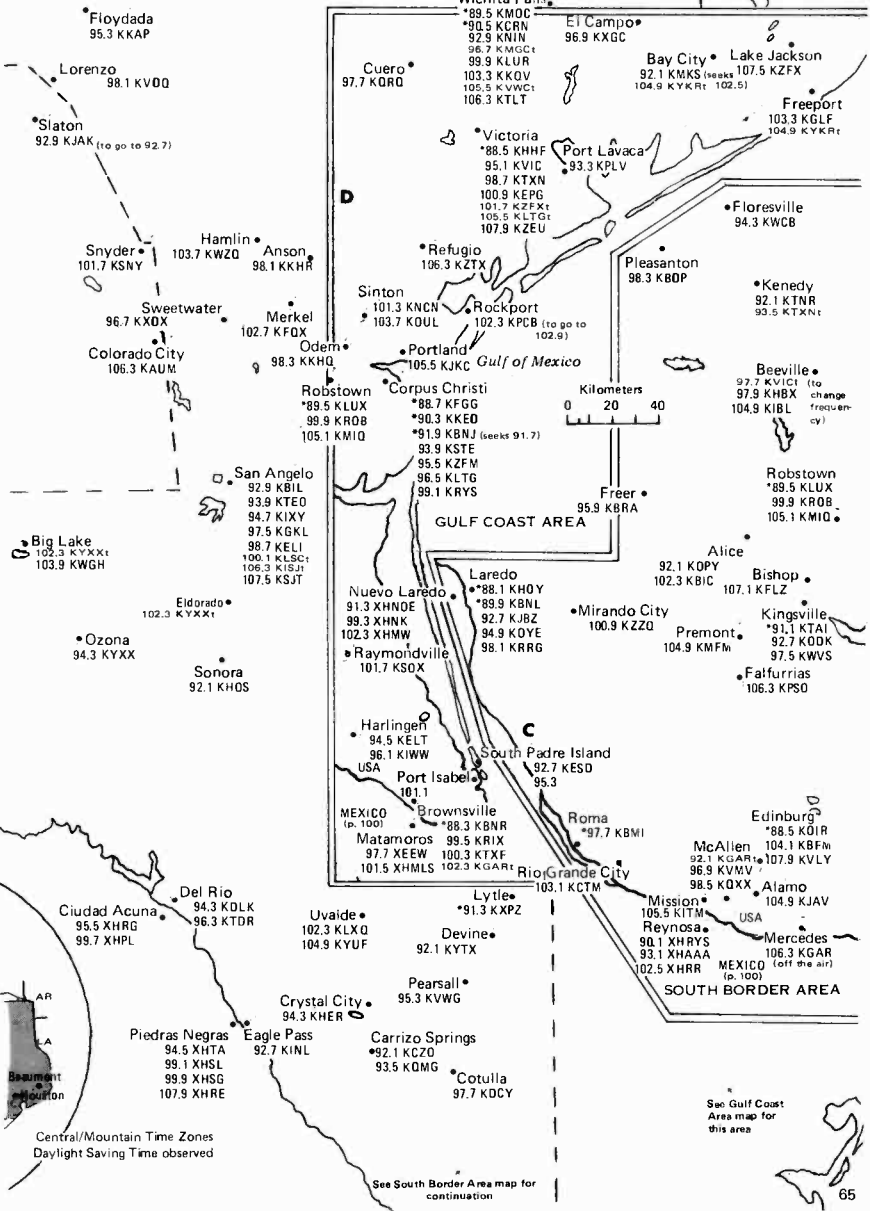 Floydada
95.3 KKAP
Lorenzo
98.1 KVOQ
Slaton
92.9 KJAK (to go to 92.7)
Snyder
101.7 KSNY
Hamlin
103.7 KWZQ
Anson
98.1 KKHR
Sweetwater
96.7 KXOX
Merkel
102.7 KFQX
Colorado City
106.3 KAUM
San Angelo
92.9 KBIL
93.9 KTEO
94.7 KIXY
97.5 KGKL
98.7 KELI
100.1 KLSCt
106.3 KISJt
107.5 KSJT
Big Lake
102.3 KYXXt
103.9 KWGH
Eldorado
102.3 KYXXt
Ozona
94.3 KYXX
Sonora
92.1 KHOS
*89.5 KMOC
*90.5 KCRN
92.9 KNIN
96.7 KMGCt
99.9 KLUR
103.3 KKQV
105.5 KVWCt
106.3 KTLT
El Campo
96.9 KXGC
Cuero
97.7 KQRQ
Bay City
92.1 KMKS (seeks
102.5)
104.9 KYKRt
Lake Jackson
107.5 KZFX
Freeport
103.3 KGLF
104.9 KYKRt
Victoria
*88.5 KHHF
95.1 KVIC
98.7 KTXN
100.9 KEPG
101.7 KZFXt
105.5 KLTGt
107.9 KZEU
Port Lavaca
93.3 KPLV
D
Refugio
106.3 KZTX
Sinton
101.3 KNCN
103.7 KOUL
Rockport
102.3 KPCB (to go to
102.9)
Odem
98.3 KKHQ
Portland
105.5 KJKC
Gulf of Mexico
Robstown
*89.5 KLUX
99.9 KROB
105.1 KMIQ
Corpus Christi
*88.7 KFGG
*90.3 KKED
*91.9 KBNJ (seeks 91.7)
93.9 KSTE
95.5 KZFM
96.5 KLTG
99.1 KRYS
Kilometers
0 20 40
GULF COAST AREA
Floresville
94.3 KWCB
Pleasanton
98.3 KBOP
Kenedy
92.1 KTNR
93.5 KTXNt
Beeville
97.7 KVICt (to
change
frequen-
cy)
97.9 KHBX
104.9 KIBL
Robstown
*89.5 KLUX
99.9 KROB
105.1 KMIQ
Freer
95.9 KBRA
Alice
92.1 KOPY
102.3 KBIC
Bishop
107.1 KFLZ
Nuevo Laredo
91.3 XHNOE
99.3 XHNK
102.3 XHMW
Laredo
*88.1 KHOY
*89.9 KBNL
92.7 KJBZ
94.9 KOYE
98.1 KRRG
Mirando City
100.9 KZZQ
Premont
104.9 KMFM
Kingsville
*91.1 KTAI
92.7 KODK
97.5 KWVS
Falfurrias
106.3 KPSO
Raymondville
101.7 KSOX
Harlingen
94.5 KELT
96.1 KIWW
C
South Padre Island
92.7 KESD
95.3
USA
Port Isabel
101.1
MEXICO
(p. 100)
Brownsville
*88.3 KBNR
99.5 KRIX
100.3 KTXF
102.3 KGARt
Matamoros
97.7 XEEW
101.5 XHMLS
Roma
*97.7 KBMI
Rio Grande City
103.1 KCTM
McAllen
92.1 KGARt
96.9 KVMV
98.5 KQXX
Edinburg
*88.5 KOIR
104.1 KBFM
107.9 KVLY
Alamo
104.9 KJAV
Mission
105.5 KITM
USA
Reynosa
90.1 XHRYS
93.1 XHAAA
102.5 XHRR
MEXICO
(p. 100)
Mercedes
106.3 KGAR
(off the air)
SOUTH BORDER AREA
Del Rio
94.3 KDLK
96.3 KTDR
Ciudad Acuna
95.5 XHRG
99.7 XHPL
Uvalde
102.3 KLXQ
104.9 KYUF
Lytle
*91.3 KXPZ
Devine
92.1 KYTX
Pearsall
95.3 KVWG
Crystal City
94.3 KHER
Piedras Negras
94.5 XHTA
99.1 XHSL
99.9 XHSG
107.9 XHRE
Eagle Pass
92.7 KINL
Carrizo Springs
*92.1 KCZO
93.5 KQMG
Cotulla
97.7 KDCY
AR
LA
Beaumont
Houston
Central/Mountain Time Zones
Daylight Saving Time observed
See South Border Area map for
continuation
See Gulf Coast
Area map for
this area
65